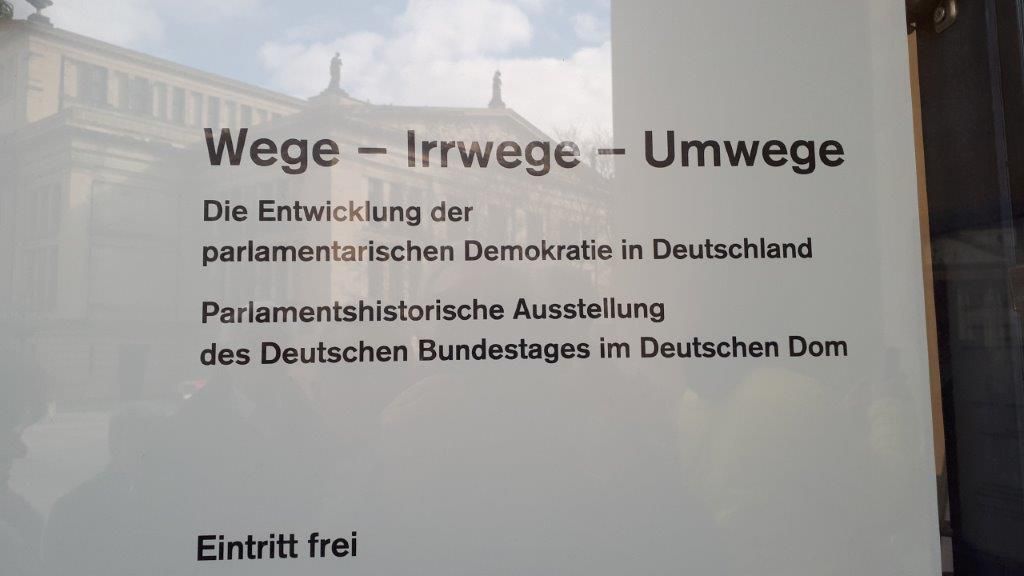 Wege – Irrwege – Umwege
Die Entwicklung der
parlamentarischen Demokratie in Deutschland
Parlamentshistorische Ausstellung
des Deutschen Bundestages im Deutschen Dom
Eintritt frei